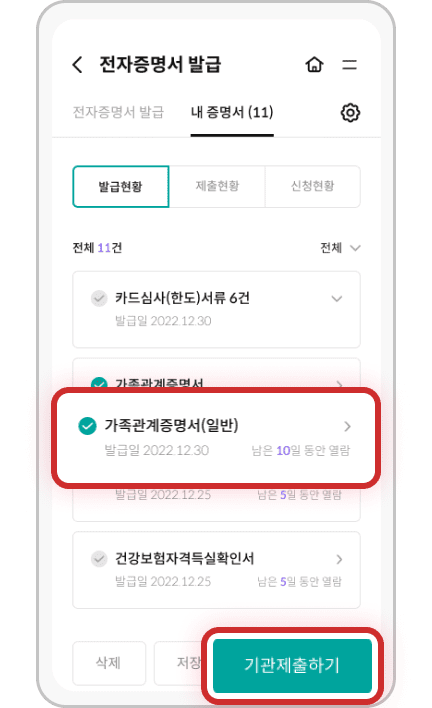 전자증명서 발급
전자증명서 발급 내 증명서 (11)
발급현황 제출현황 신청현황
전체 11건 전체
카드심사(한도)서류 6건
발급일 2022.12.30
가족관계증명서
가족관계증명서(일반)
발급일 2022.12.30 남은 10일 동안 열람
발급일 2022.12.25 남은 5일 동안 열람
건강보험자격득실확인서
발급일 2022.12.25 남은 5일 동안 열람
삭제 저장 기관제출하기